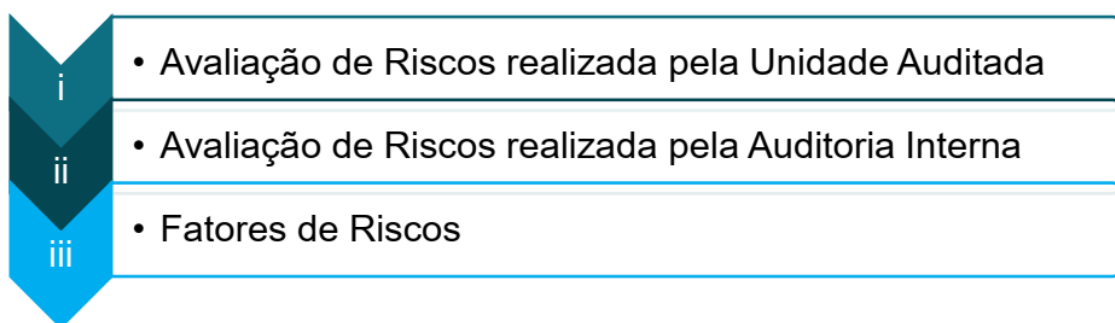 i
• Avaliação de Riscos realizada pela Unidade Auditada
ii
• Avaliação de Riscos realizada pela Auditoria Interna
iii
• Fatores de Riscos